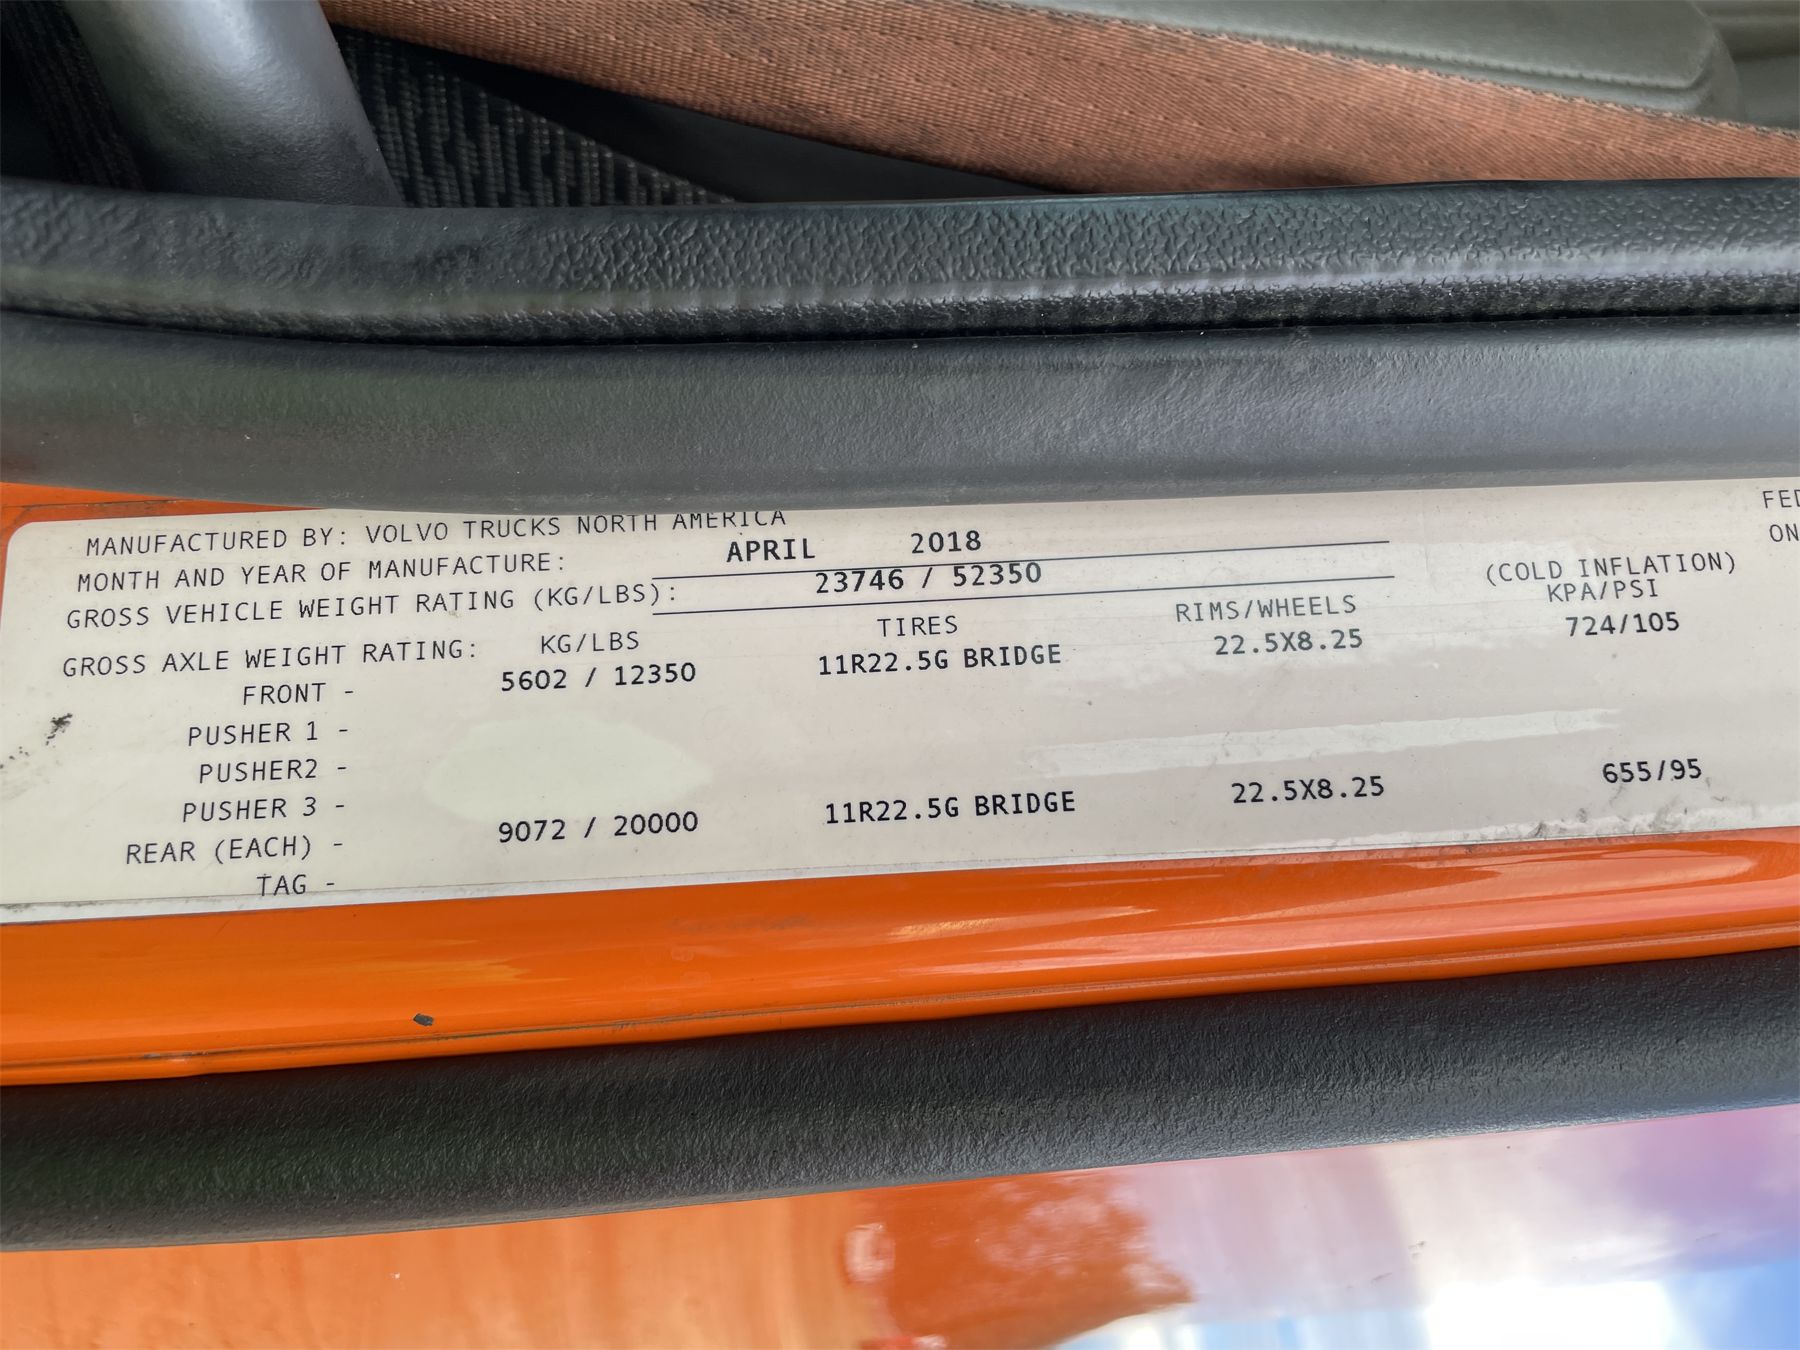 MANUFACTURED BY: VOLVO TRUCKS NORTH AMERICA
MONTH AND YEAR OF MANUFACTURE: APRIL 2018
GROSS VEHICLE WEIGHT RATING (KG/LBS): 23746 / 52350
GROSS AXLE WEIGHT RATING: KG/LBS TIRES RIMS/WHEELS (COLD INFLATION) KPA/PSI
FRONT - 5602 / 12350 11R22.5G BRIDGE 22.5X8.25 724/105
PUSHER 1 -
PUSHER2 -
PUSHER 3 -
REAR (EACH) - 9072 / 20000 11R22.5G BRIDGE 22.5X8.25 655/95
TAG -